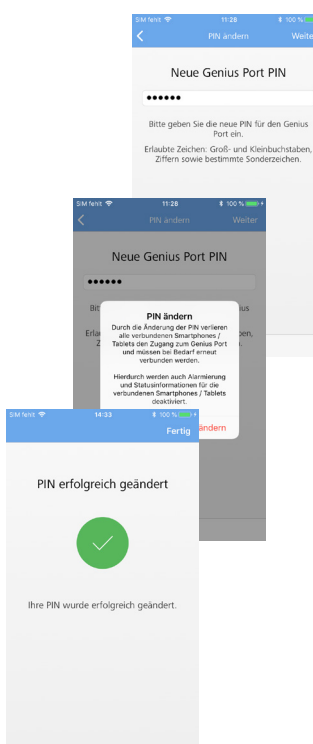 SIM fehlt 11:28 100 %
PIN ändern Weiter
Neue Genius Port PIN
••••••
Bitte geben Sie die neue PIN für den Genius
Port ein.
Erlaubte Zeichen: Groß- und Kleinbuchstaben,
Ziffern sowie bestimmte Sonderzeichen.
SIM fehlt 11:28 100 %
PIN ändern Weiter
Neue Genius Port PIN
••••••
PIN ändern
Durch die Änderung der PIN verlieren
alle verbundenen Smartphones /
Tablets den Zugang zum Genius Port
und müssen bei Bedarf erneut
verbunden werden.
Hierdurch werden auch Alarmierung
und Statusinformationen für die
verbundenen Smartphones / Tablets
deaktiviert.
ändern
SIM fehlt 14:33 100 %
Fertig
PIN erfolgreich geändert
Ihre PIN wurde erfolgreich geändert.